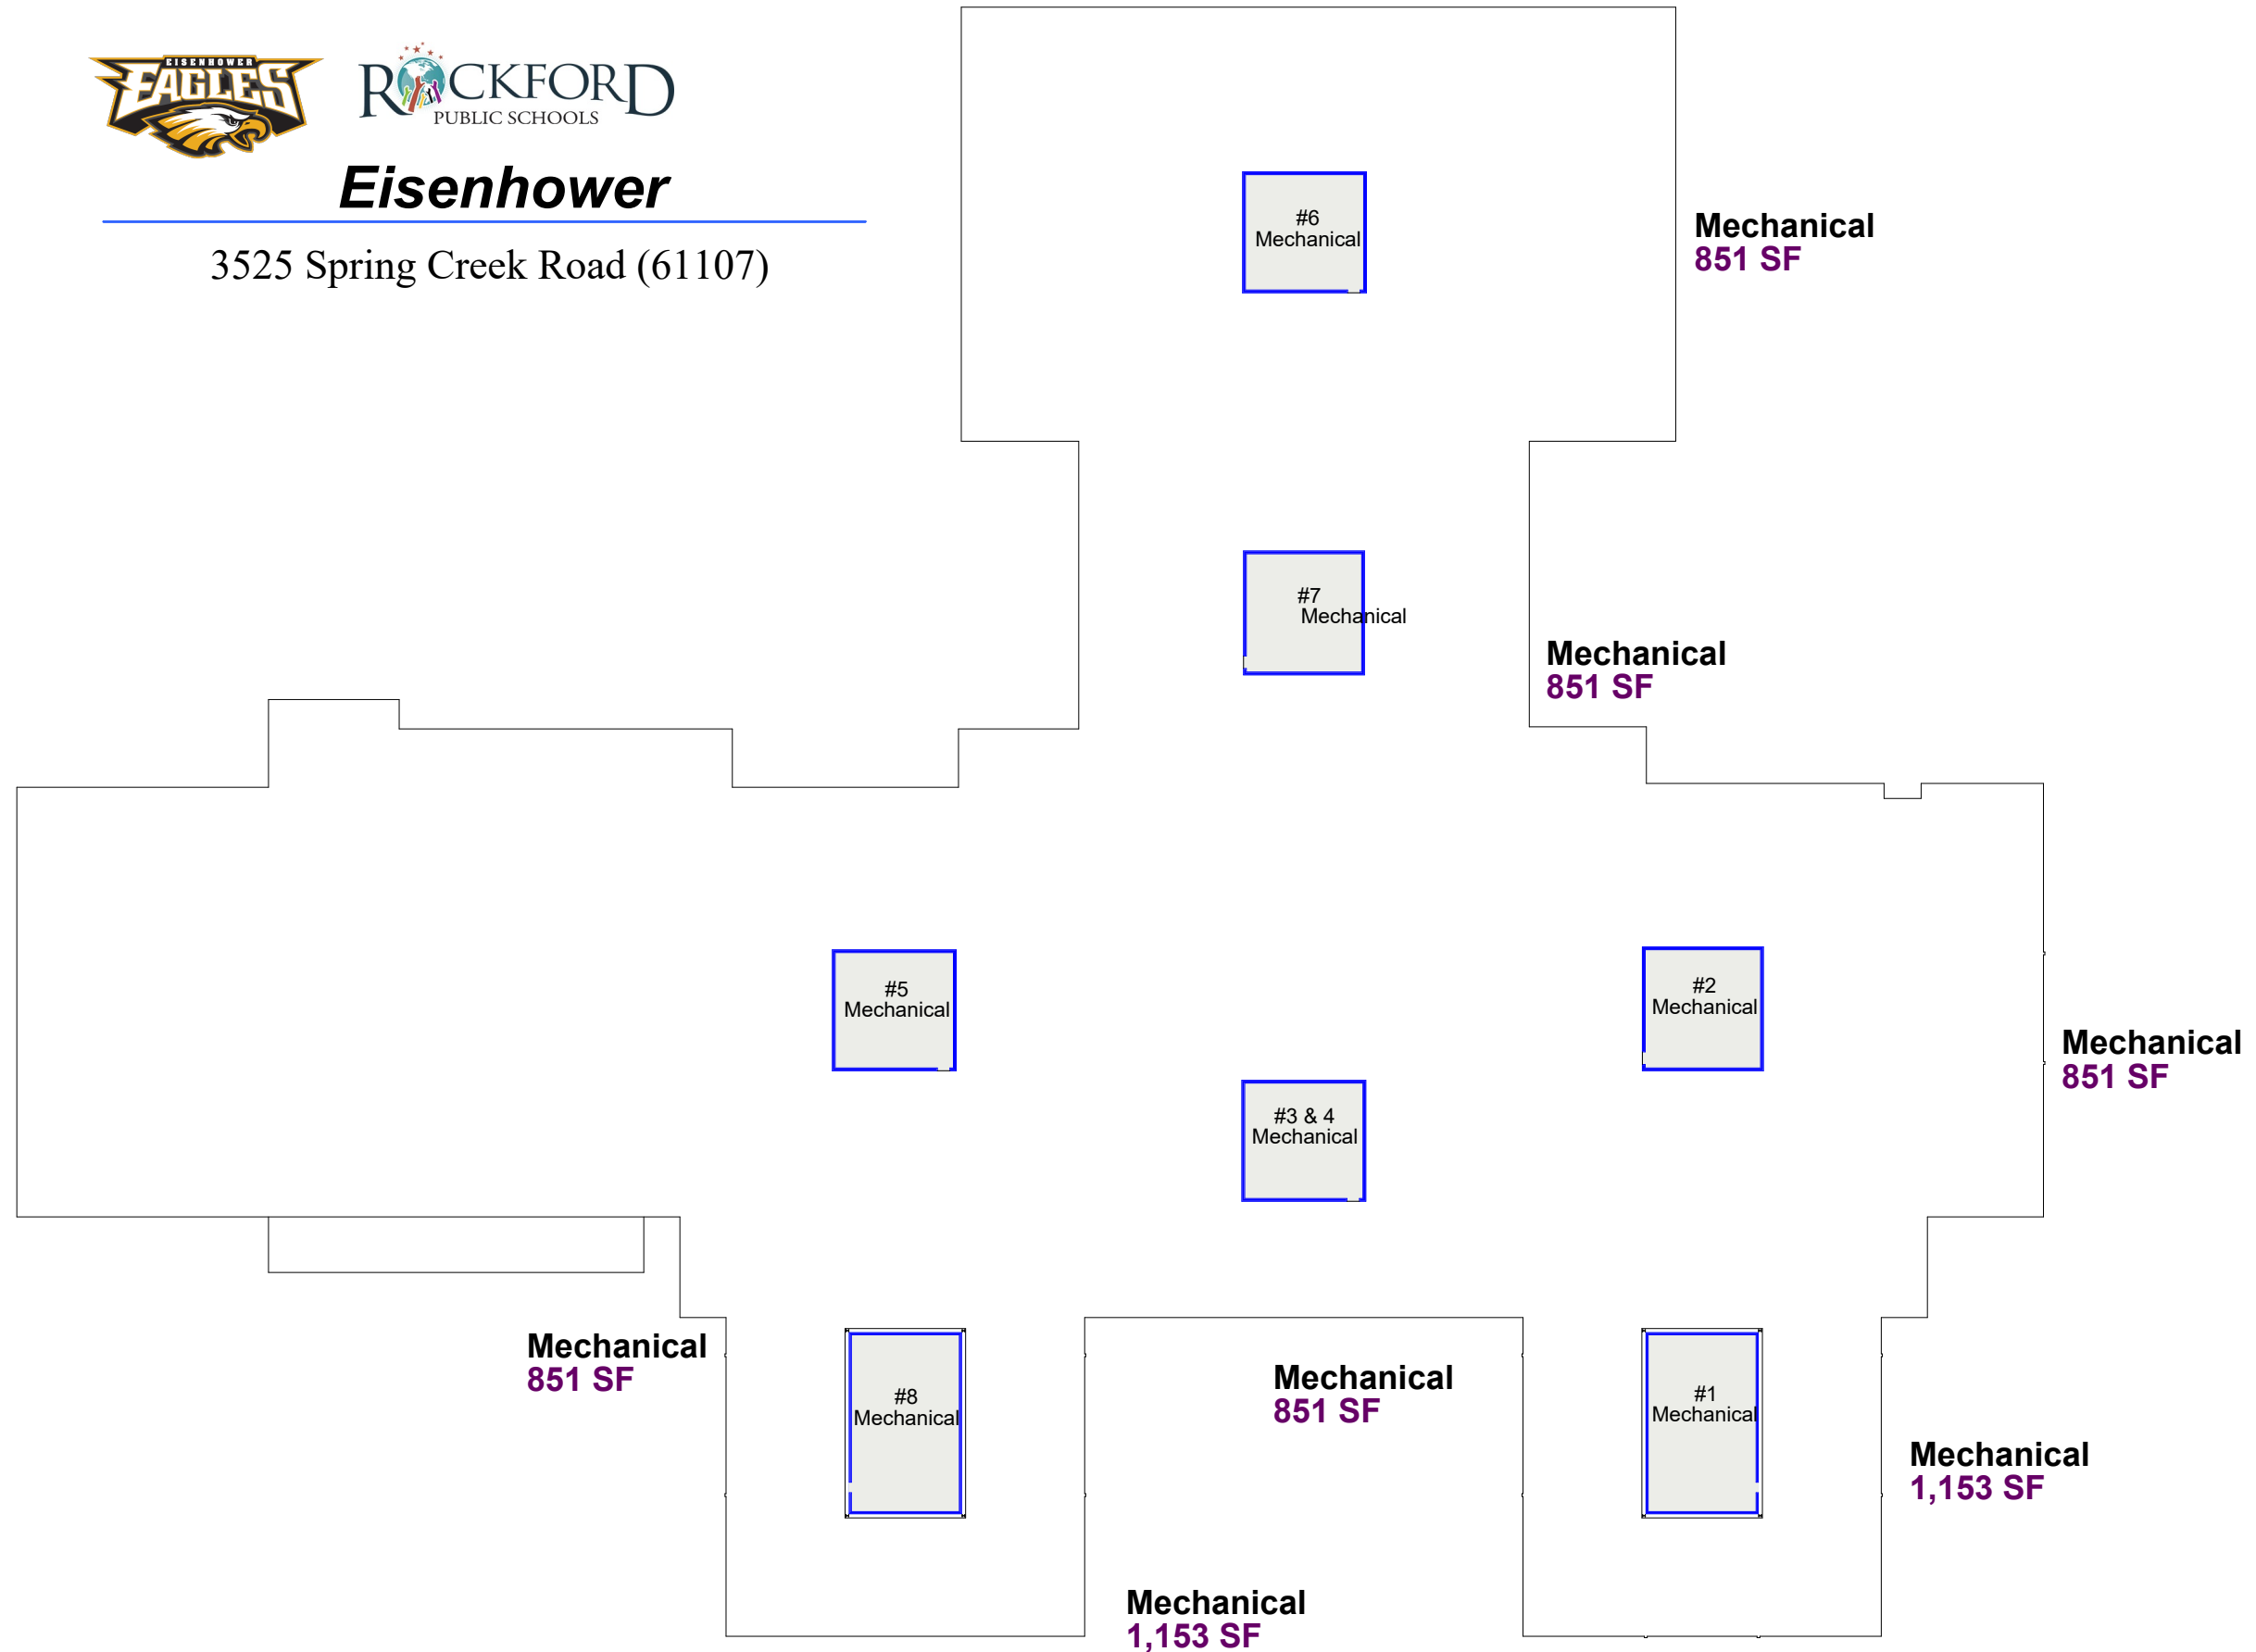 EISENHOWER
EAGLES
ROCKFORD
PUBLIC SCHOOLS
Eisenhower
3525 Spring Creek Road (61107)
#6
Mechanical
Mechanical
851 SF
#7
Mechanical
Mechanical
851 SF
#5
Mechanical
#2
Mechanical
Mechanical
851 SF
#3 & 4
Mechanical
Mechanical
851 SF
#8
Mechanical
Mechanical
851 SF
#1
Mechanical
Mechanical
1,153 SF
Mechanical
1,153 SF